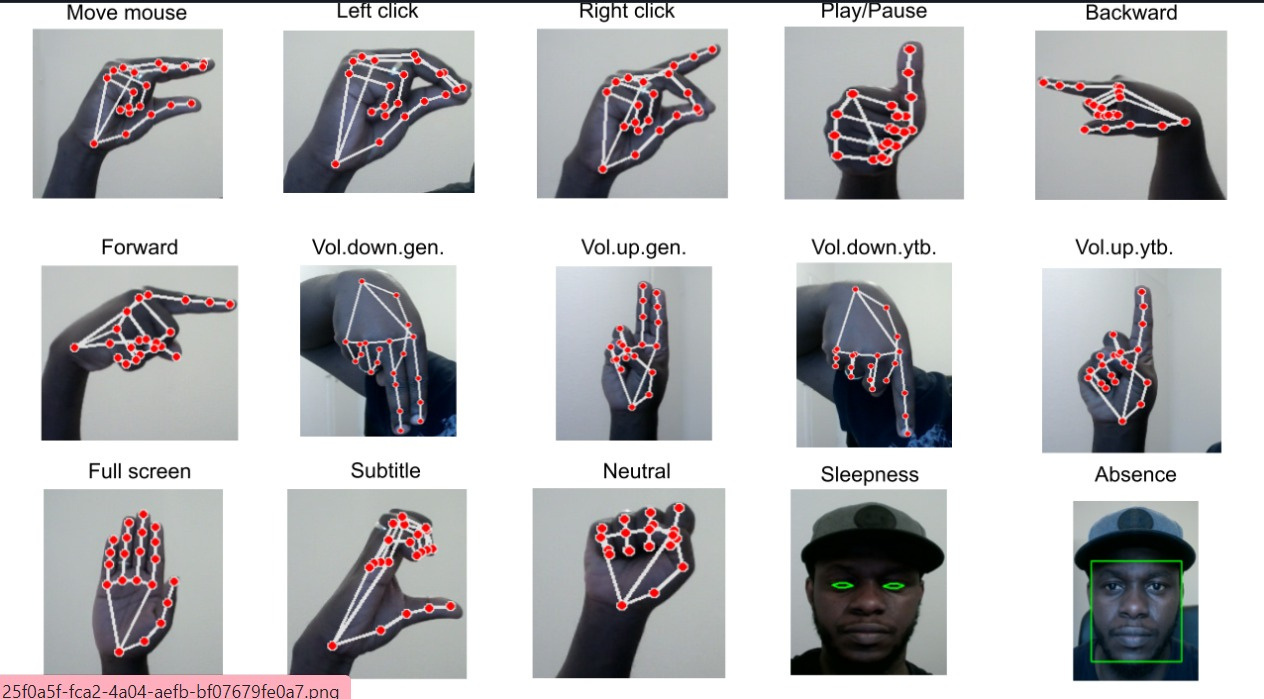 Move mouse
Left click
Right click
Play/Pause
Backward
Forward
Vol.down.gen.
Vol.up.gen.
Vol.down.ytb.
Vol.up.ytb.
Full screen
Subtitle
Neutral
Sleepness
Absence
25f0a5f-fca2-4a04-aefb-bf07679fe0a7.png